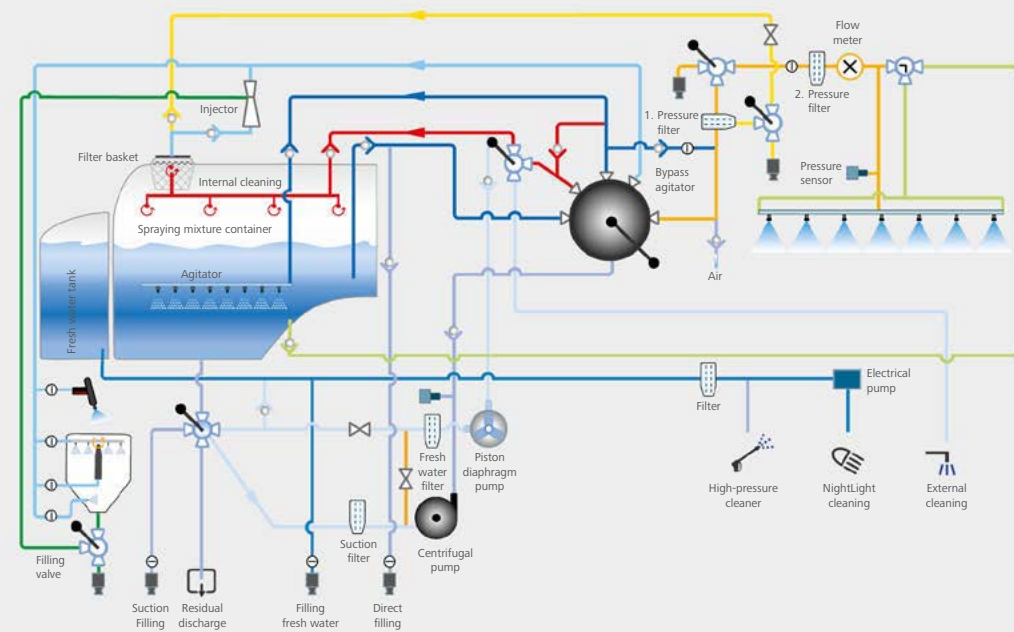 Flow
meter
Injector
1. Pressure
filter
2. Pressure
filter
Filter basket
Internal cleaning
Bypass
agitator
Pressure
sensor
Spraying mixture container
Agitator
Air
Fresh water tank
Electrical
pump
Filter
Fresh
water
filter
Piston
diaphragm
pump
High-pressure
cleaner
NightLight
cleaning
External
cleaning
Suction
filter
Centrifugal
pump
Filling
valve
Suction
Filling
Residual
discharge
Filling
fresh water
Direct
filling